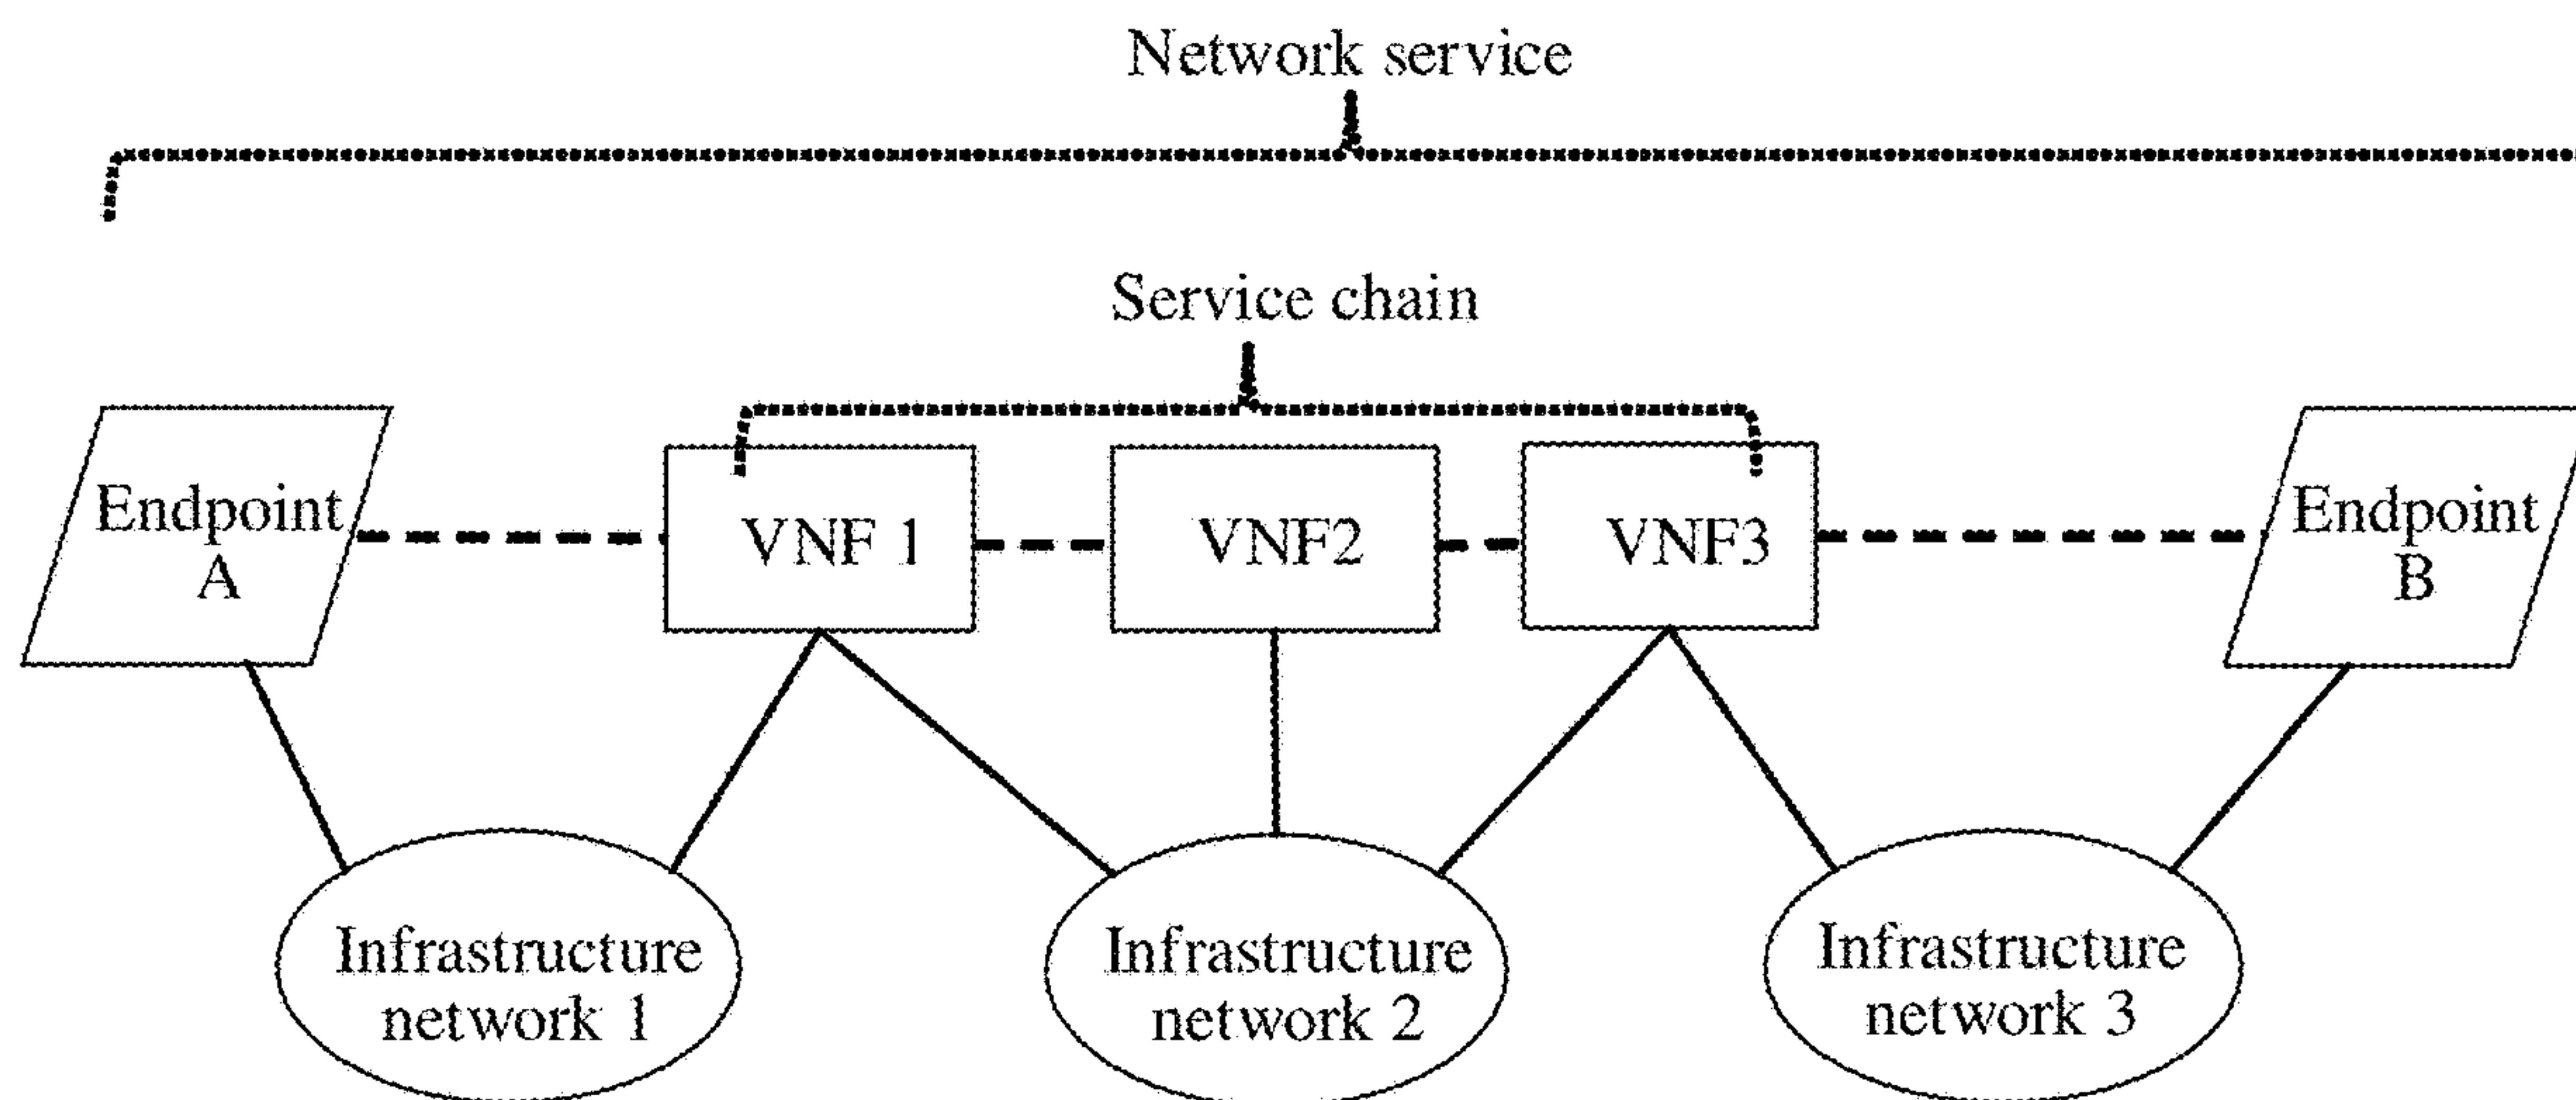 Network service
Service chain
Endpoint
A
VNF 1
VNF2
VNF3
Endpoint
B
Infrastructure
network 1
Infrastructure
network 2
Infrastructure
network 3